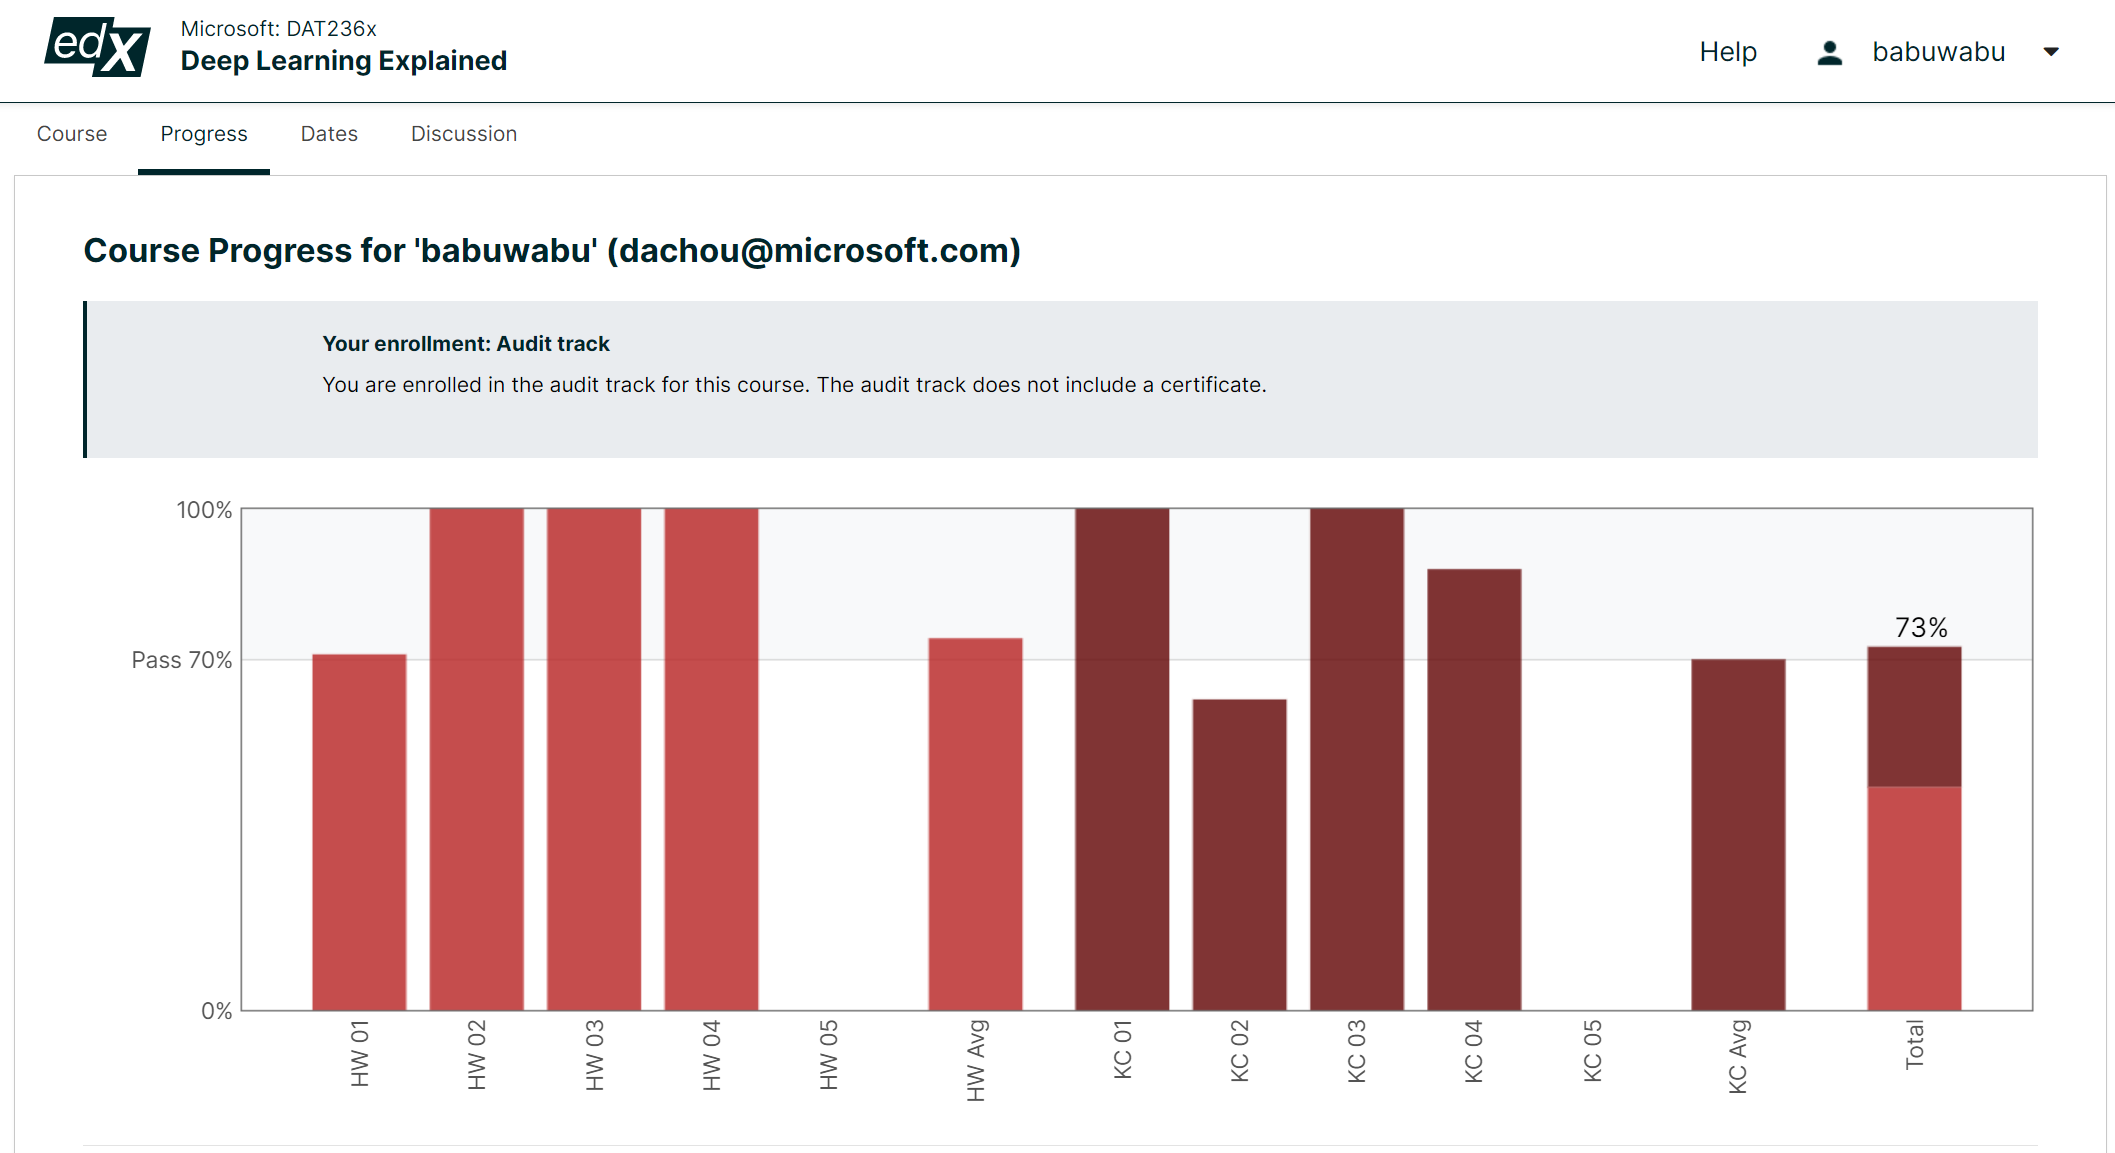 edX
Microsoft: DAT236x
Deep Learning Explained
Help
babuwabu
Course
Progress
Dates
Discussion
Course Progress for 'babuwabu' (dachou@microsoft.com)
Your enrollment: Audit track
You are enrolled in the audit track for this course. The audit track does not include a certificate.
100%
Pass 70%
0%
73%
HW 01
HW 02
HW 03
HW 04
HW 05
HW Avg
KC 01
KC 02
KC 03
KC 04
KC 05
KC Avg
Total